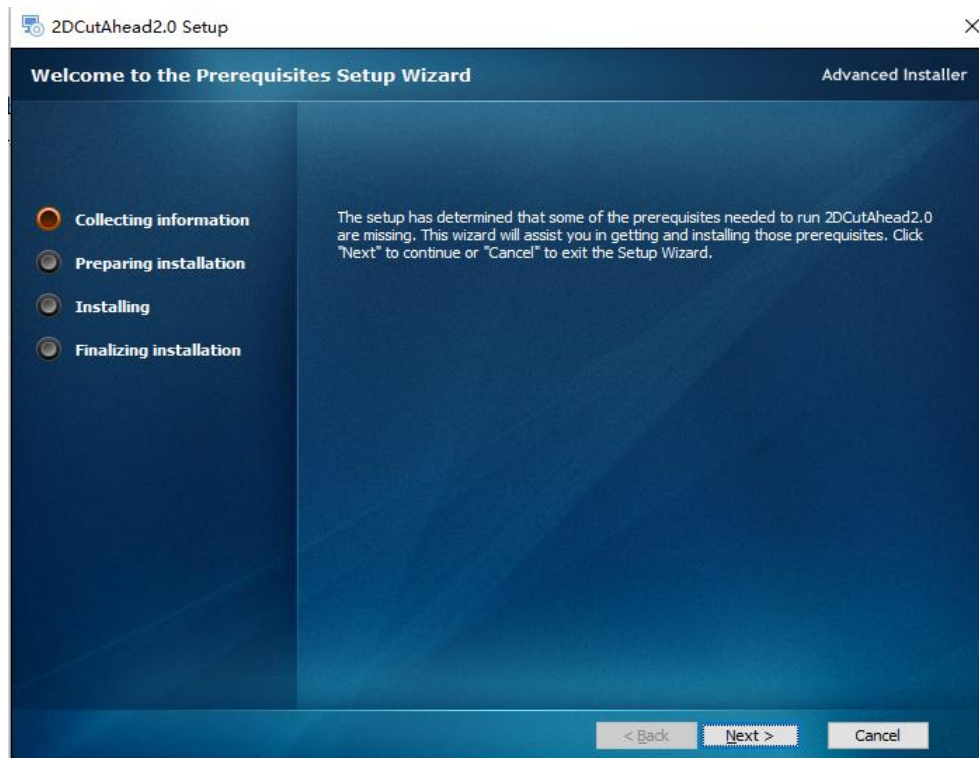 2DCutAhead2.0 Setup
Welcome to the Prerequisites Setup Wizard
Advanced Installer
Collecting information
Preparing installation
Installing
Finalizing installation
The setup has determined that some of the prerequisites needed to run 2DCutAhead2.0
are missing. This wizard will assist you in getting and installing those prerequisites. Click
"Next" to continue or "Cancel" to exit the Setup Wizard.
< Back
Next >
Cancel